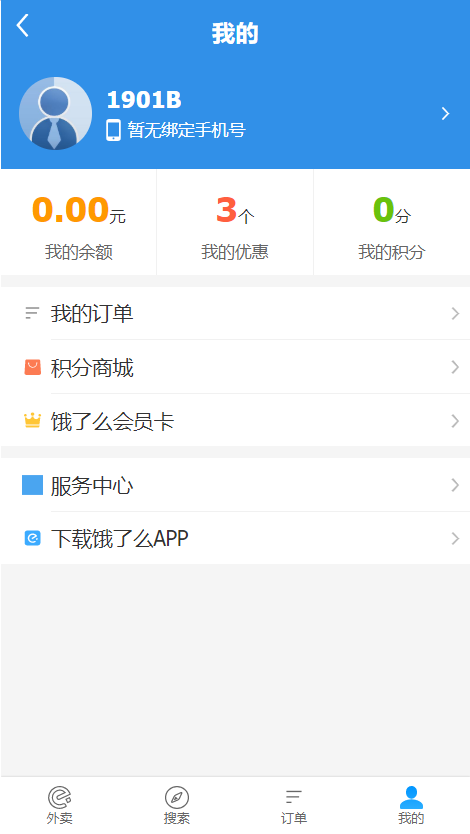 我的
1901B
暂无绑定手机号
0.00元 3个 0分
我的余额 我的优惠 我的积分
我的订单
积分商城
饿了么会员卡
服务中心
下载饿了么APP
外卖 搜索 订单 我的